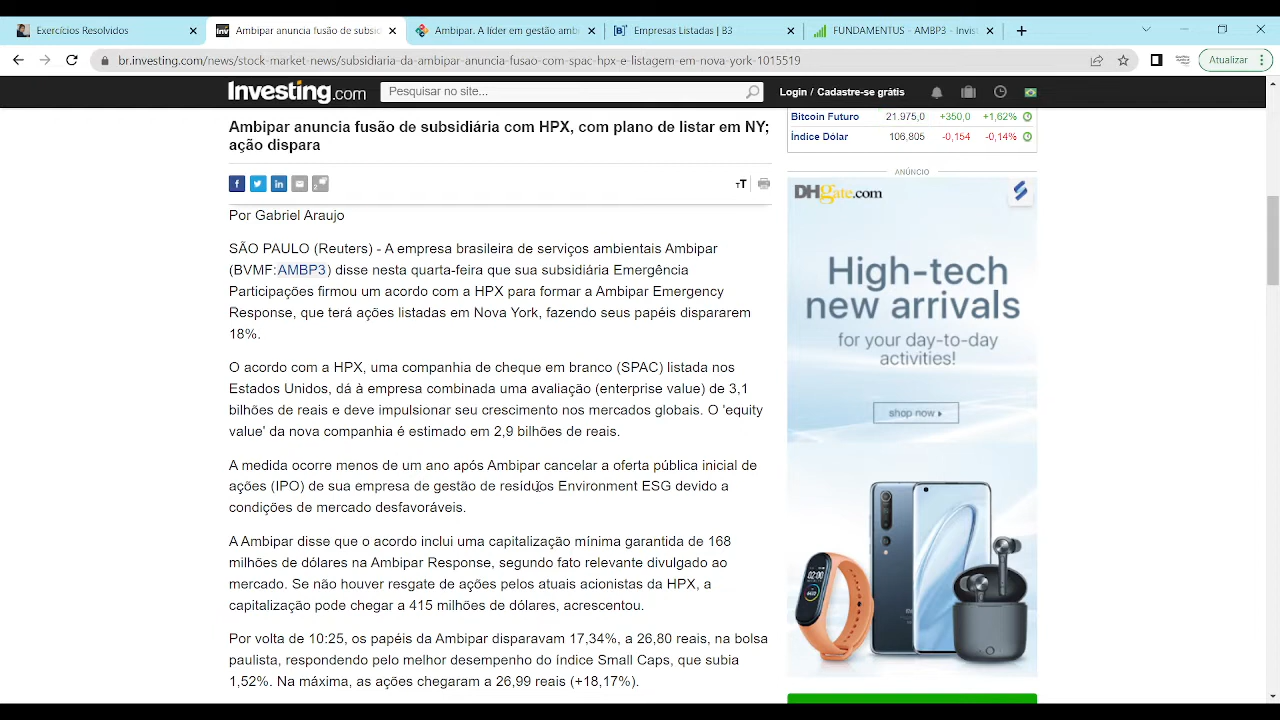 Exercícios Resolvidos
Ambipar anuncia fusão de subsid
Ambipar. A líder em gestão amb
Empresas Listadas | B3
FUNDAMENTUS - AMBP3 - Invist
br.investing.com/news/stock-market-news/subsidiaria-da-ambipar-anuncia-fusao-com-spac-hpx-e-listagem-em-nova-york-1015519
Atualizar
Investing.com
Pesquisar no site...
Login / Cadastre-se grátis
Ambipar anuncia fusão de subsidiária com HPX, com plano de listar em NY;
ação dispara
Bitcoin Futuro 21.975,0 +350,0 +1,62%
Índice Dólar 106,805 -0,154 -0,14%
2
TT
Por Gabriel Araujo
SÃO PAULO (Reuters) - A empresa brasileira de serviços ambientais Ambipar
(BVMF:AMBP3) disse nesta quarta-feira que sua subsidiária Emergência
Participações firmou um acordo com a HPX para formar a Ambipar Emergency
Response, que terá ações listadas em Nova York, fazendo seus papéis dispararem
18%.
O acordo com a HPX, uma companhia de cheque em branco (SPAC) listada nos
Estados Unidos, dá à empresa combinada uma avaliação (enterprise value) de 3,1
bilhões de reais e deve impulsionar seu crescimento nos mercados globais. O 'equity
value' da nova companhia é estimado em 2,9 bilhões de reais.
A medida ocorre menos de um ano após Ambipar cancelar a oferta pública inicial de
ações (IPO) de sua empresa de gestão de resíduos Environment ESG devido a
condições de mercado desfavoráveis.
A Ambipar disse que o acordo inclui uma capitalização mínima garantida de 168
milhões de dólares na Ambipar Response, segundo fato relevante divulgado ao
mercado. Se não houver resgate de ações pelos atuais acionistas da HPX, a
capitalização pode chegar a 415 milhões de dólares, acrescentou.
Por volta de 10:25, os papéis da Ambipar disparavam 17,34%, a 26,80 reais, na bolsa
paulista, respondendo pelo melhor desempenho do índice Small Caps, que subia
1,52%. Na máxima, as ações chegaram a 26,99 reais (+18,17%).
ANÚNCIO
DHgate.com
High-tech
new arrivals
for your day-to-day
activities!
shop now
02:00